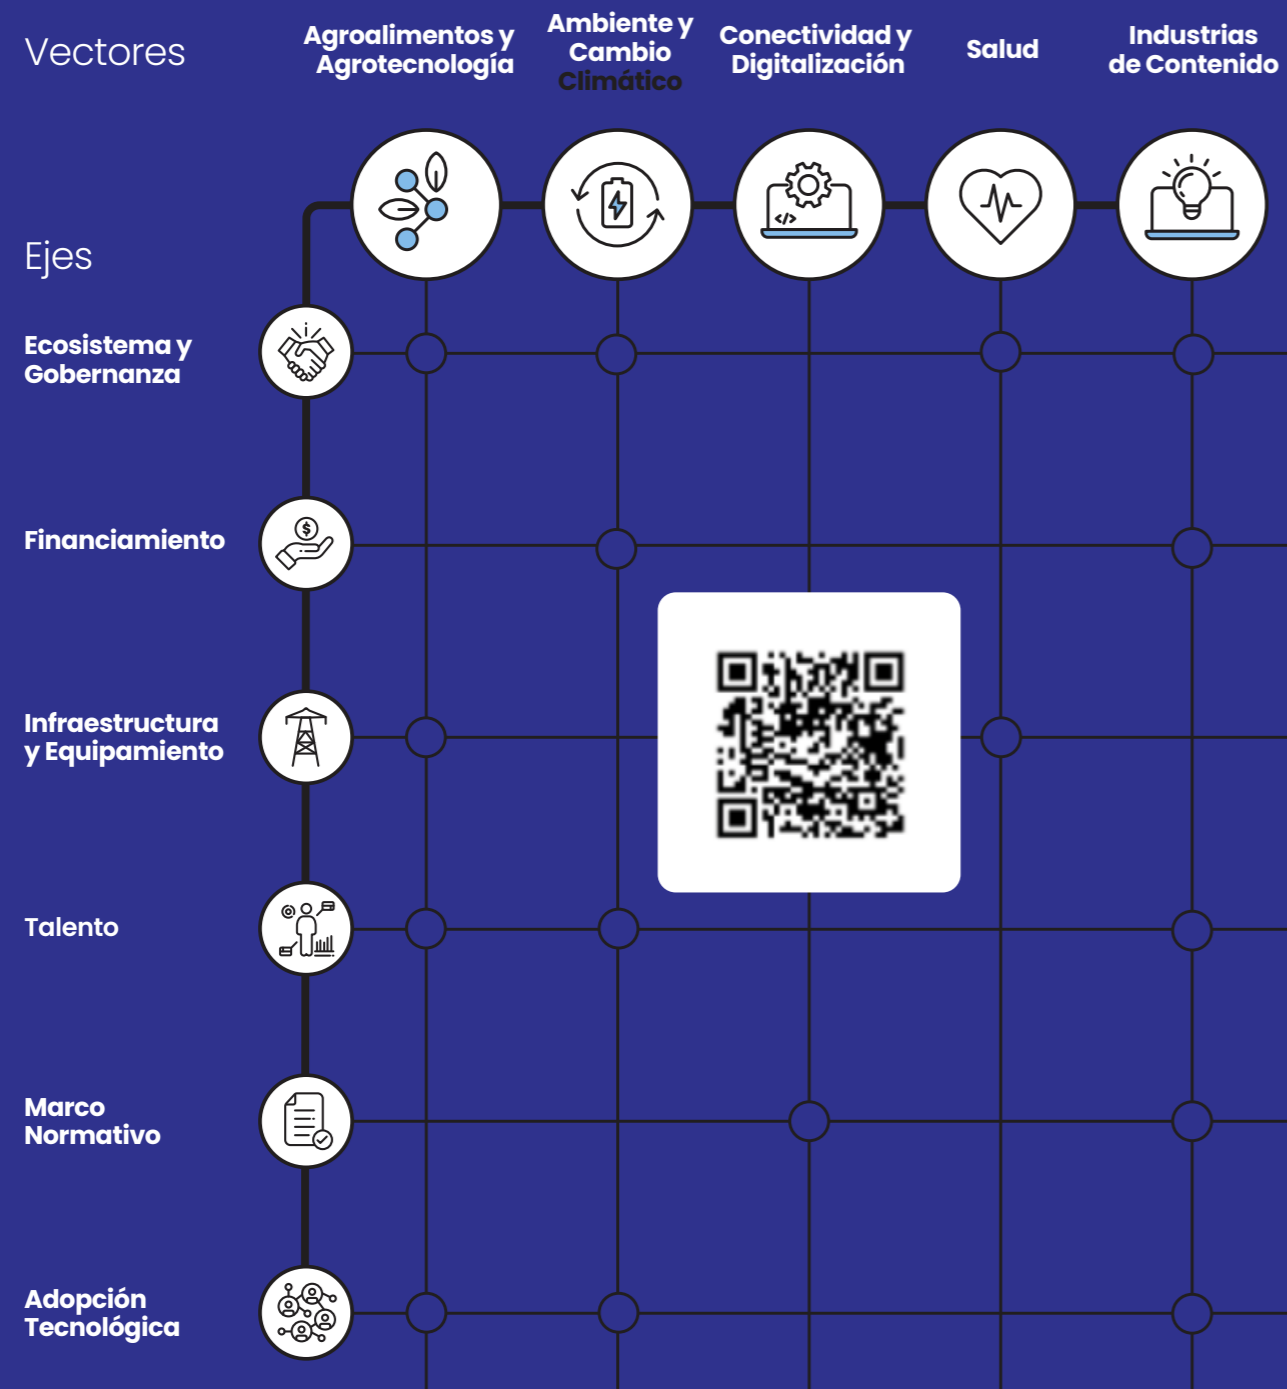 Vectores
Agroalimentos y
Agrotecnología
Ambiente y
Cambio
Climático
Conectividad y
Digitalización
Salud
Industrias
de Contenido
</>
Ejes
Ecosistema y
Gobernanza
$
Financiamiento
Infraestructura
y Equipamiento
Talento
Marco
Normativo
Adopción
Tecnológica